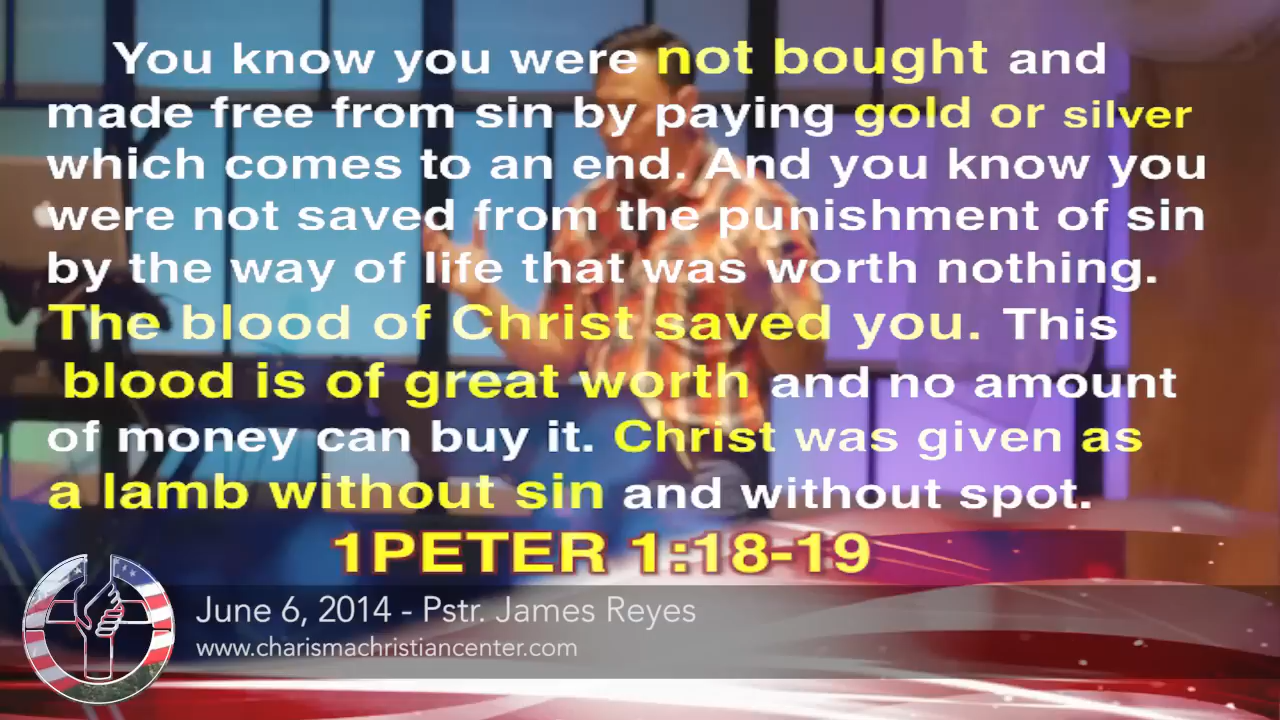 You know you were not bought and
made free from sin by paying gold or silver
which comes to an end. And you know you
were not saved from the punishment of sin
by the way of life that was worth nothing.
The blood of Christ saved you. This
blood is of great worth and no amount
of money can buy it. Christ was given as
a lamb without sin and without spot.
1PETER 1:18-19
June 6, 2014 - Pstr. James Reyes
www.charismachristiancenter.com